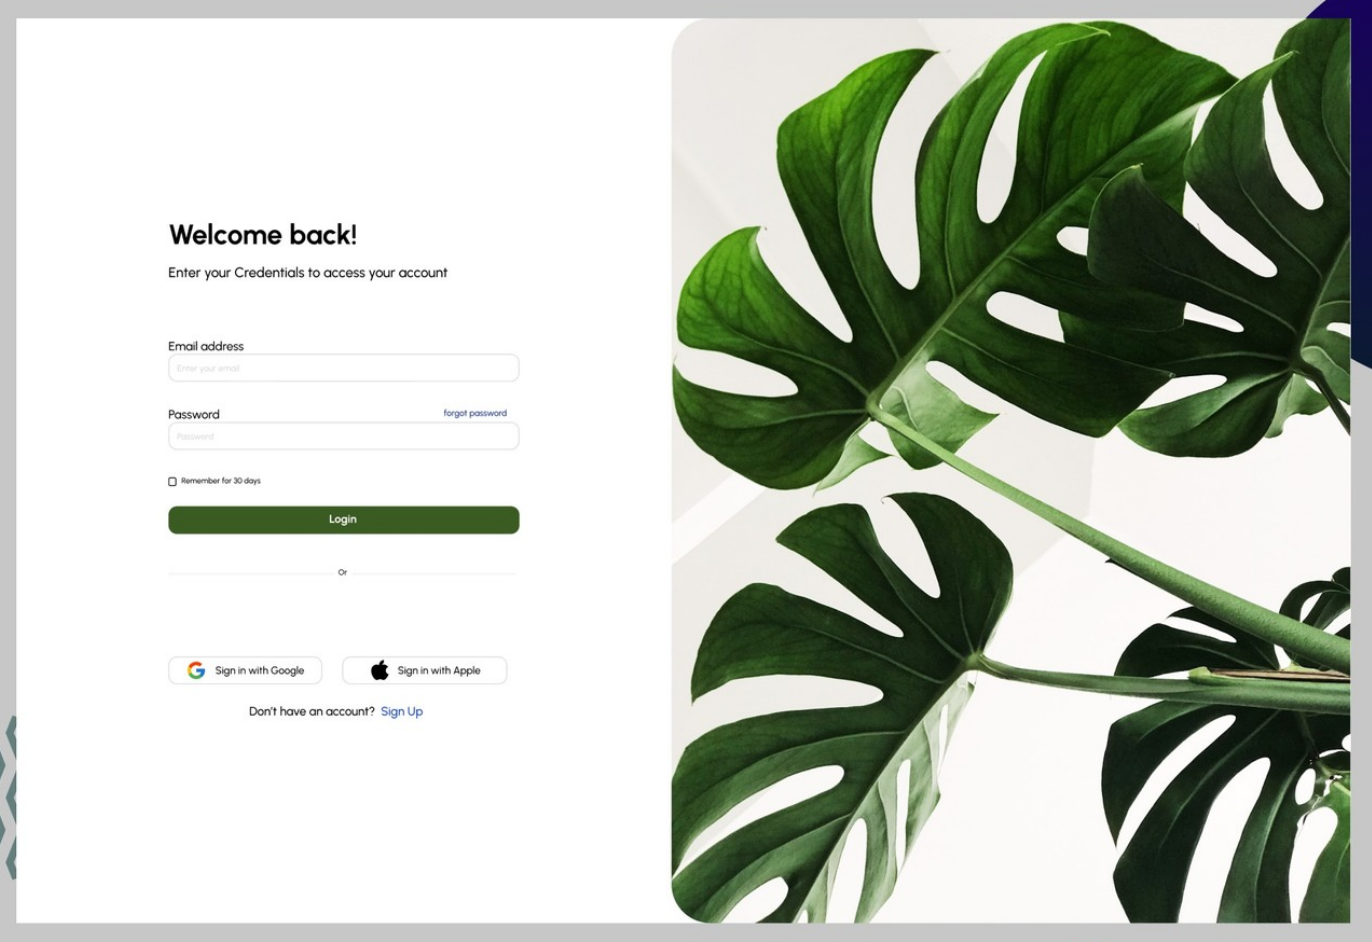 Welcome back!
Enter your Credentials to access your account
Email address
Enter your email
Password
forgot password
Password
Remember for 30 days
Login
Or
Sign in with Google
Sign in with Apple
Don't have an account? Sign Up